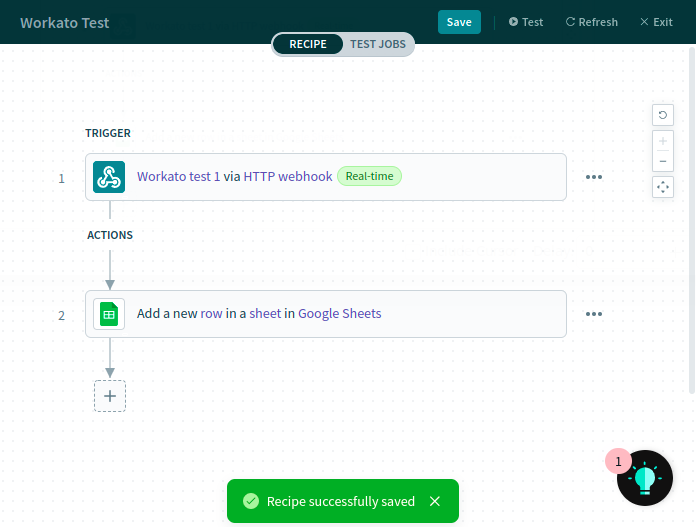 Workato Test
Save
Test
Refresh
Exit
RECIPE
TEST JOBS
TRIGGER
1
Workato test 1 via HTTP webhook Real-time
ACTIONS
2
Add a new row in a sheet in Google Sheets
1
Recipe successfully saved